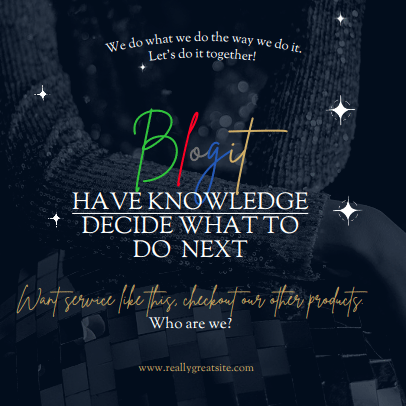 We do what we do the way we do it.
Let's do it together!
Blogit
HAVE KNOWLEDGE
DECIDE WHAT TO
DO NEXT
Want service like this, checkout our other products.
Who are we?
www.reallygreatsite.com